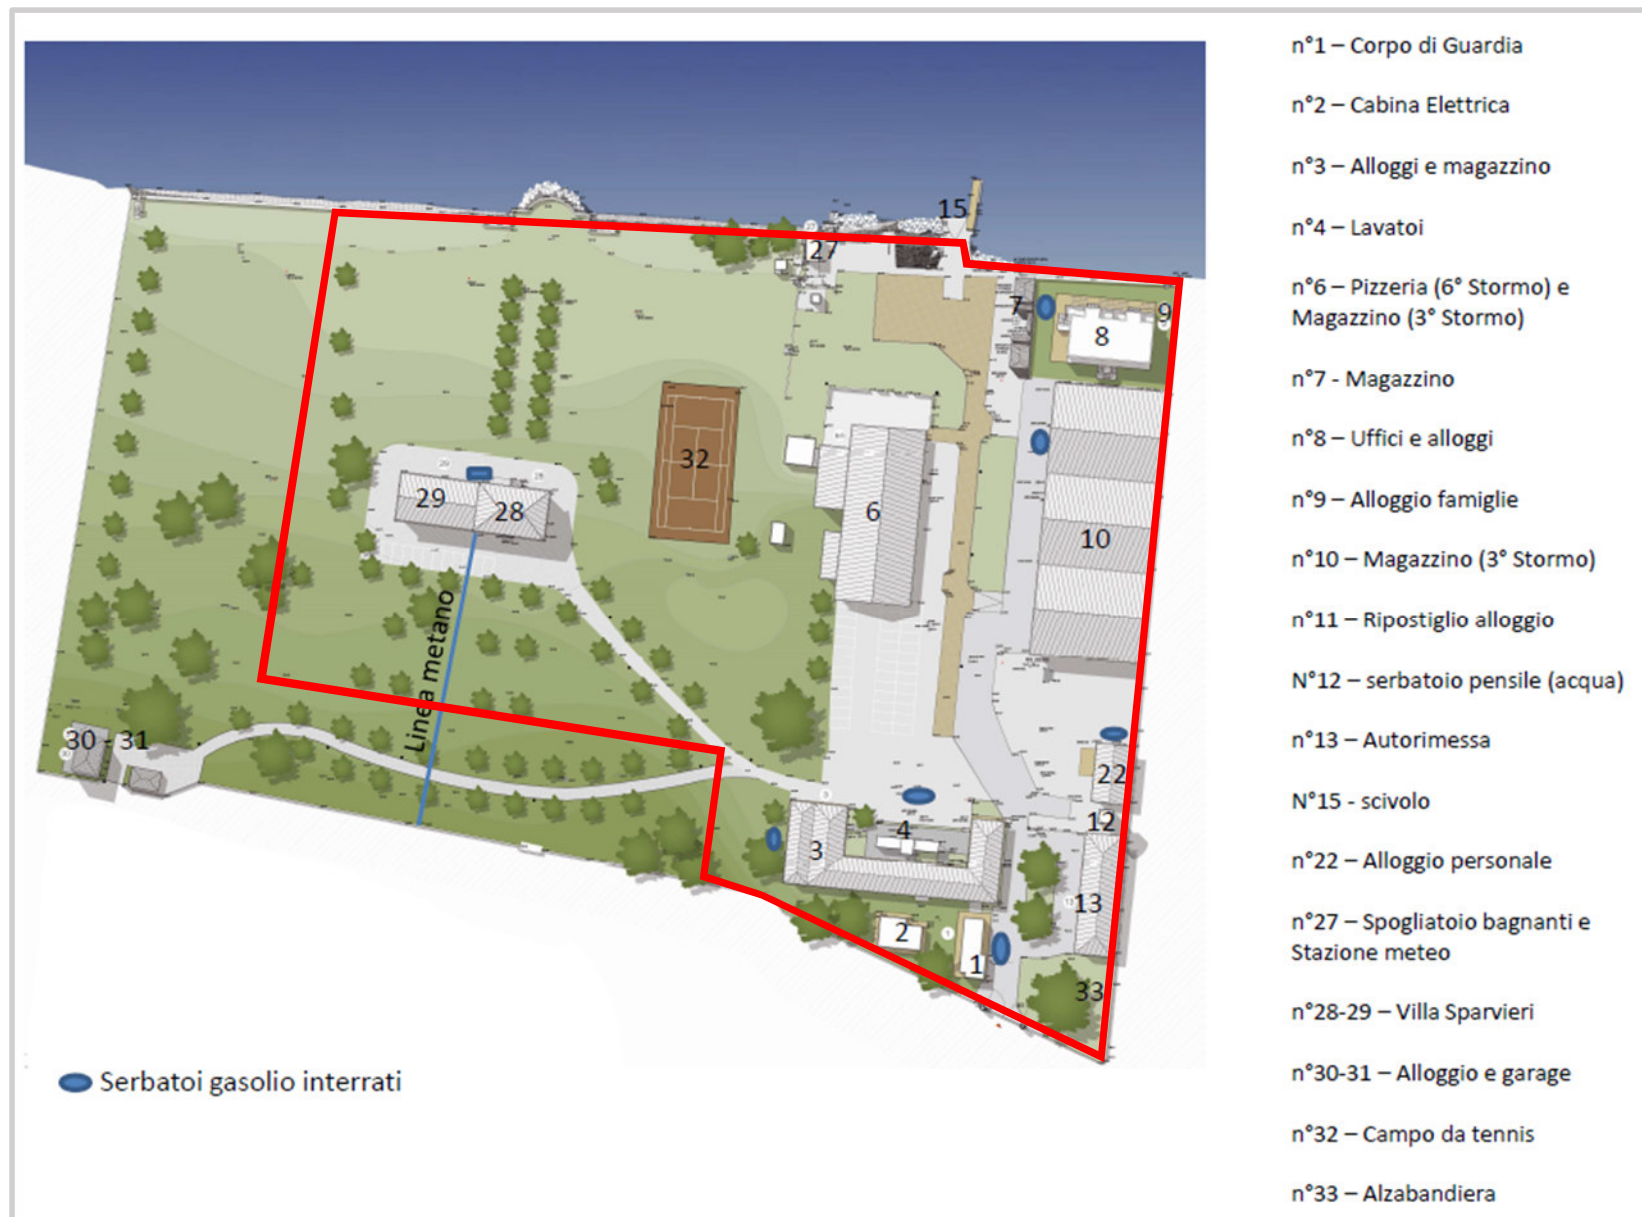 n°1 – Corpo di Guardia
n°2 – Cabina Elettrica
n°3 – Alloggi e magazzino
n°4 – Lavatoi
n°6 – Pizzeria (6° Stormo) e
Magazzino (3° Stormo)
n°7 - Magazzino
n°8 – Uffici e alloggi
n°9 – Alloggio famiglie
n°10 – Magazzino (3° Stormo)
n°11 – Ripostiglio alloggio
N°12 – serbatoio pensile (acqua)
n°13 – Autorimessa
N°15 - scivolo
n°22 – Alloggio personale
n°27 – Spogliatoio bagnanti e
Stazione meteo
n°28-29 – Villa Sparvieri
n°30-31 – Alloggio e garage
n°32 – Campo da tennis
n°33 – Alzabandiera
15
27
7
9
8
32
29
28
6
10
Linea metano
30 - 31
22
12
4
3
13
2
1
33
Serbatoi gasolio interrati